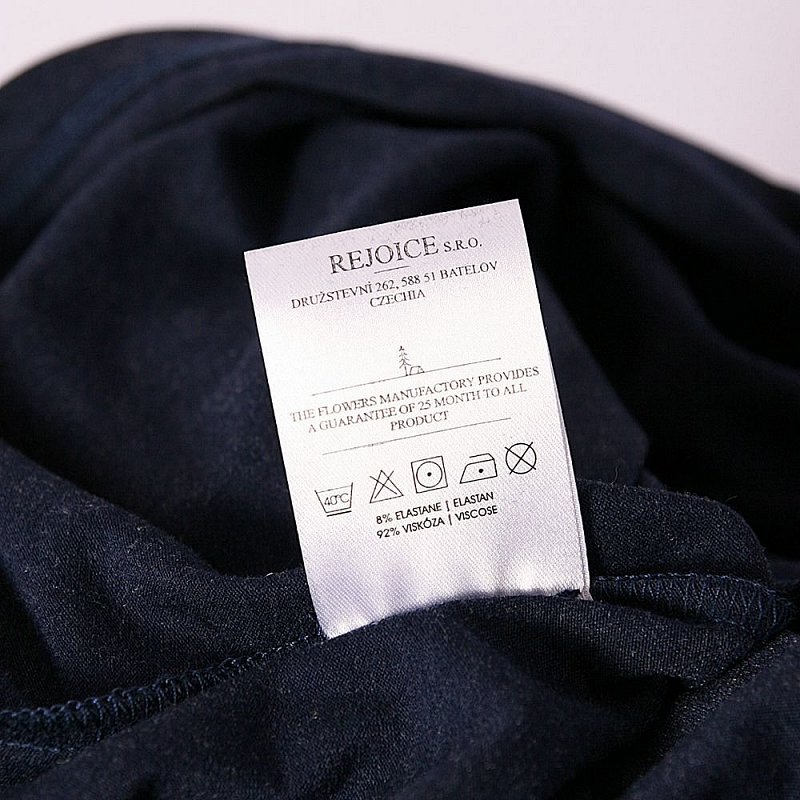 REJOICE S.R.O.
DRUŽSTEVNÍ 262, 588 51 BATELOV
CZECHIA
THE FLOWERS MANUFACTORY PROVIDES
A GUARANTEE OF 25 MONTH TO ALL
PRODUCT
40°C
8% ELASTANE | ELASTAN
92% VISKÓZA | VISCOSE